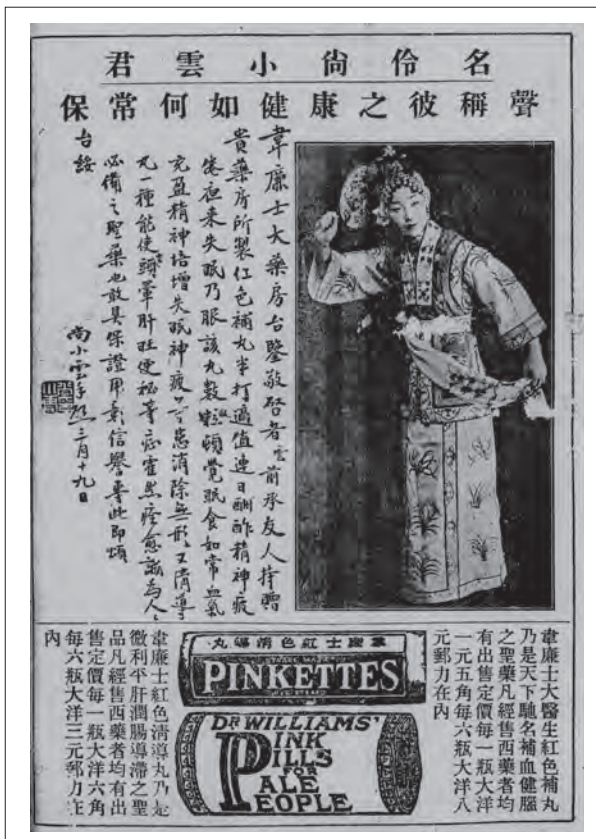 名伶尙小雲君
聲稱彼之康健如何常保
韋廉士大藥房台鑒敬啓者雲前承友人持贈
貴藥房所製紅色補丸半打適值連日酬酢精神疲
倦夜來失眠乃服該丸數粒頓覺眠食如常血氣
充盈精神倍增失眠神疲等患消除無形又清導
丸一種能使頭暈肝旺便秘等症霍然痊愈誠為人人
必備之聖藥也敢具保證用彰信譽專此即頌
台綏
尚小雲手啟 三月十九日
韋廉士大醫生紅色補丸
乃是天下馳名補血健腦
之聖藥凡經售西藥者均
有出售定價每一瓶大洋
一元五角每六瓶大洋八
元郵力在內
韋廉士紅色清導丸
PINKETTES
DR WILLIAMS'
PINK
PILLS
FOR
PALE
PEOPLE
韋廉士紅色清導丸乃是
微利平肝潤腸導滯之聖
品凡經售西藥者均有出
售定價每一瓶大洋六角
每六瓶大洋三元郵力在
內